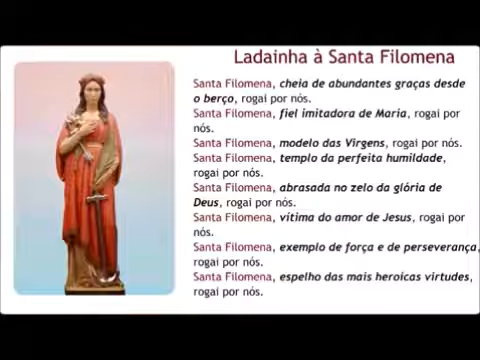 Ladainha à Santa Filomena
Santa Filomena, cheia de abundantes graças desde
o berço, rogai por nós.
Santa Filomena, fiel imitadora de Maria, rogai por
nós.
Santa Filomena, modelo das Virgens, rogai por nós.
Santa Filomena, templo da perfeita humildade,
rogai por nós.
Santa Filomena, abrasada no zelo da glória de
Deus, rogai por nós.
Santa Filomena, vítima do amor de Jesus, rogai por
nós.
Santa Filomena, exemplo de força e de perseverança,
rogai por nós.
Santa Filomena, espelho das mais heroicas virtudes,
rogai por nós.